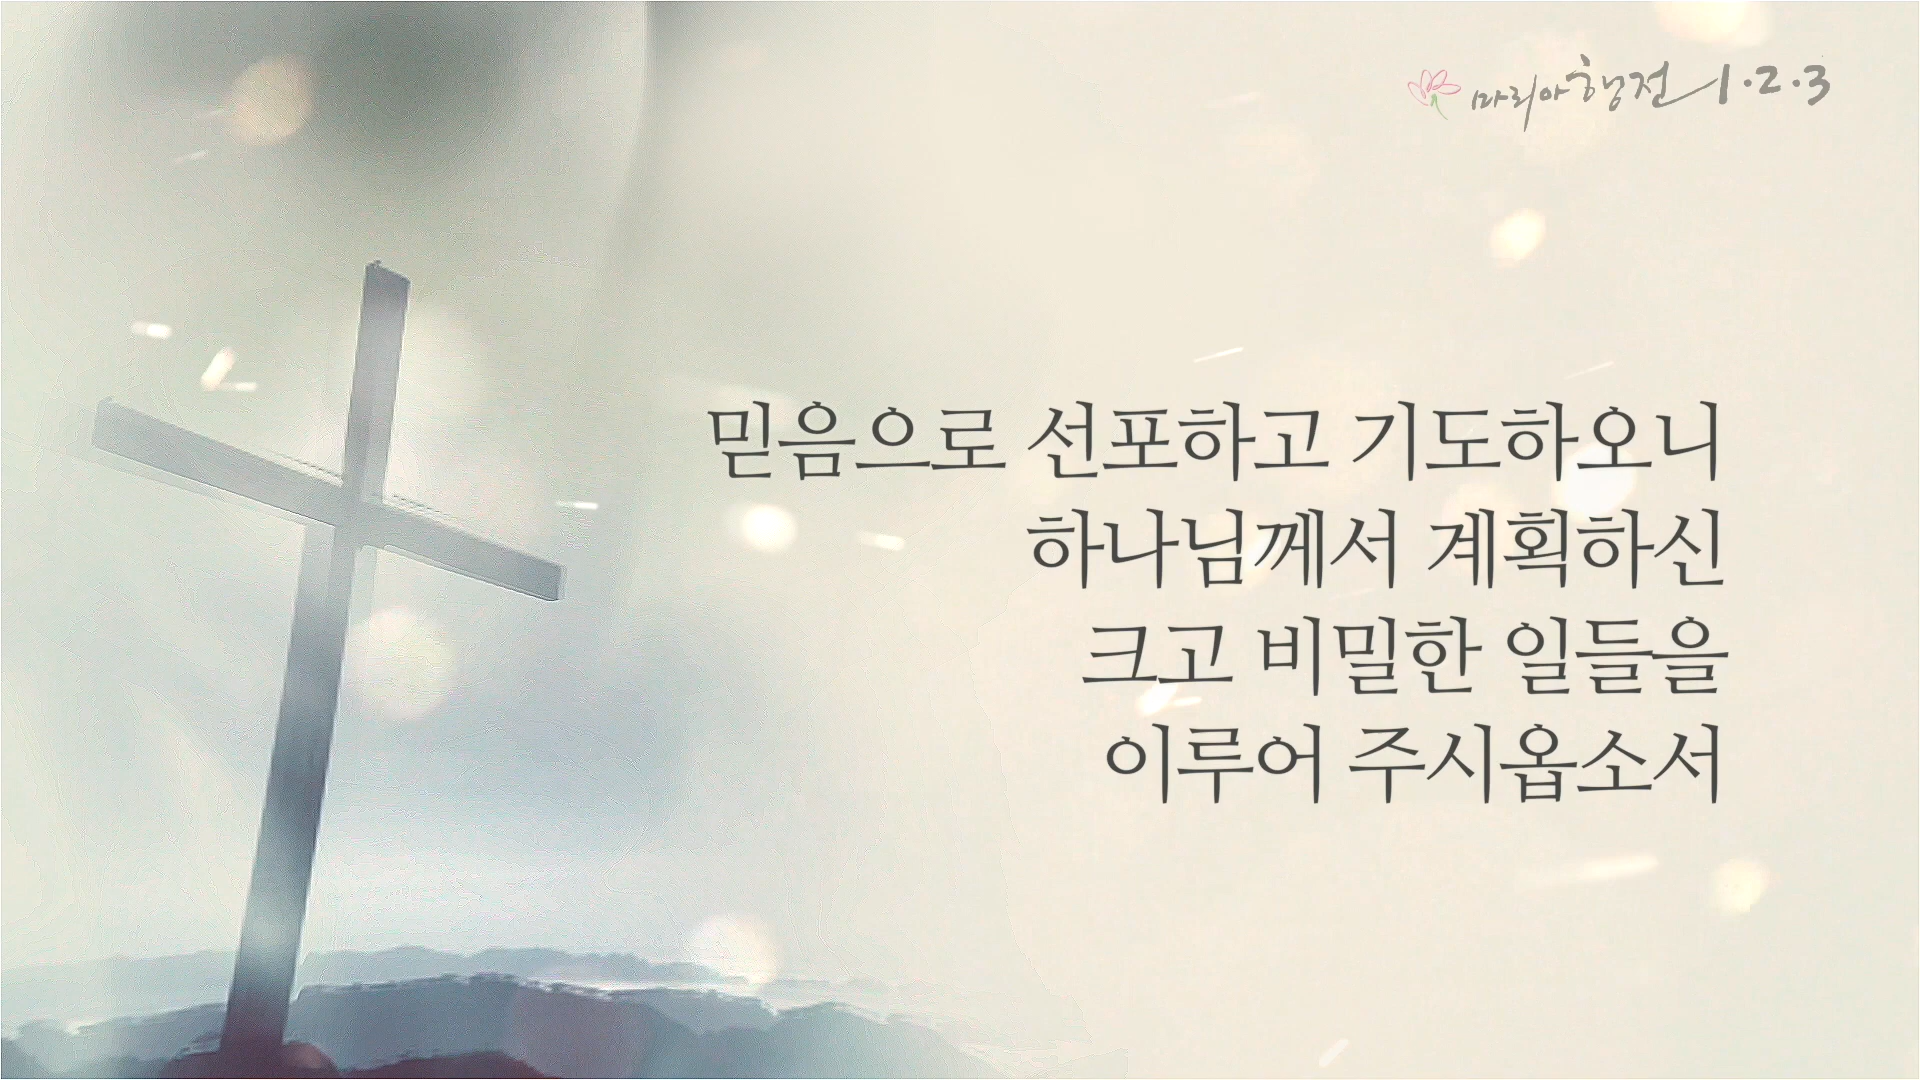 마리아행전 1·2·3
믿음으로 선포하고 기도하오니
하나님께서 계획하신
크고 비밀한 일들을
이루어 주시옵소서